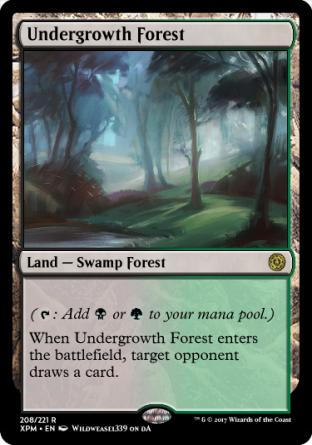 Undergrowth Forest
Land — Swamp Forest
( : Add or to your mana pool.)
When Undergrowth Forest enters
the battlefield, target opponent
draws a card.
208/221 R
XPM • EN WILDWEASEL339 ON DA
™ & © 2017 Wizards of the Coast